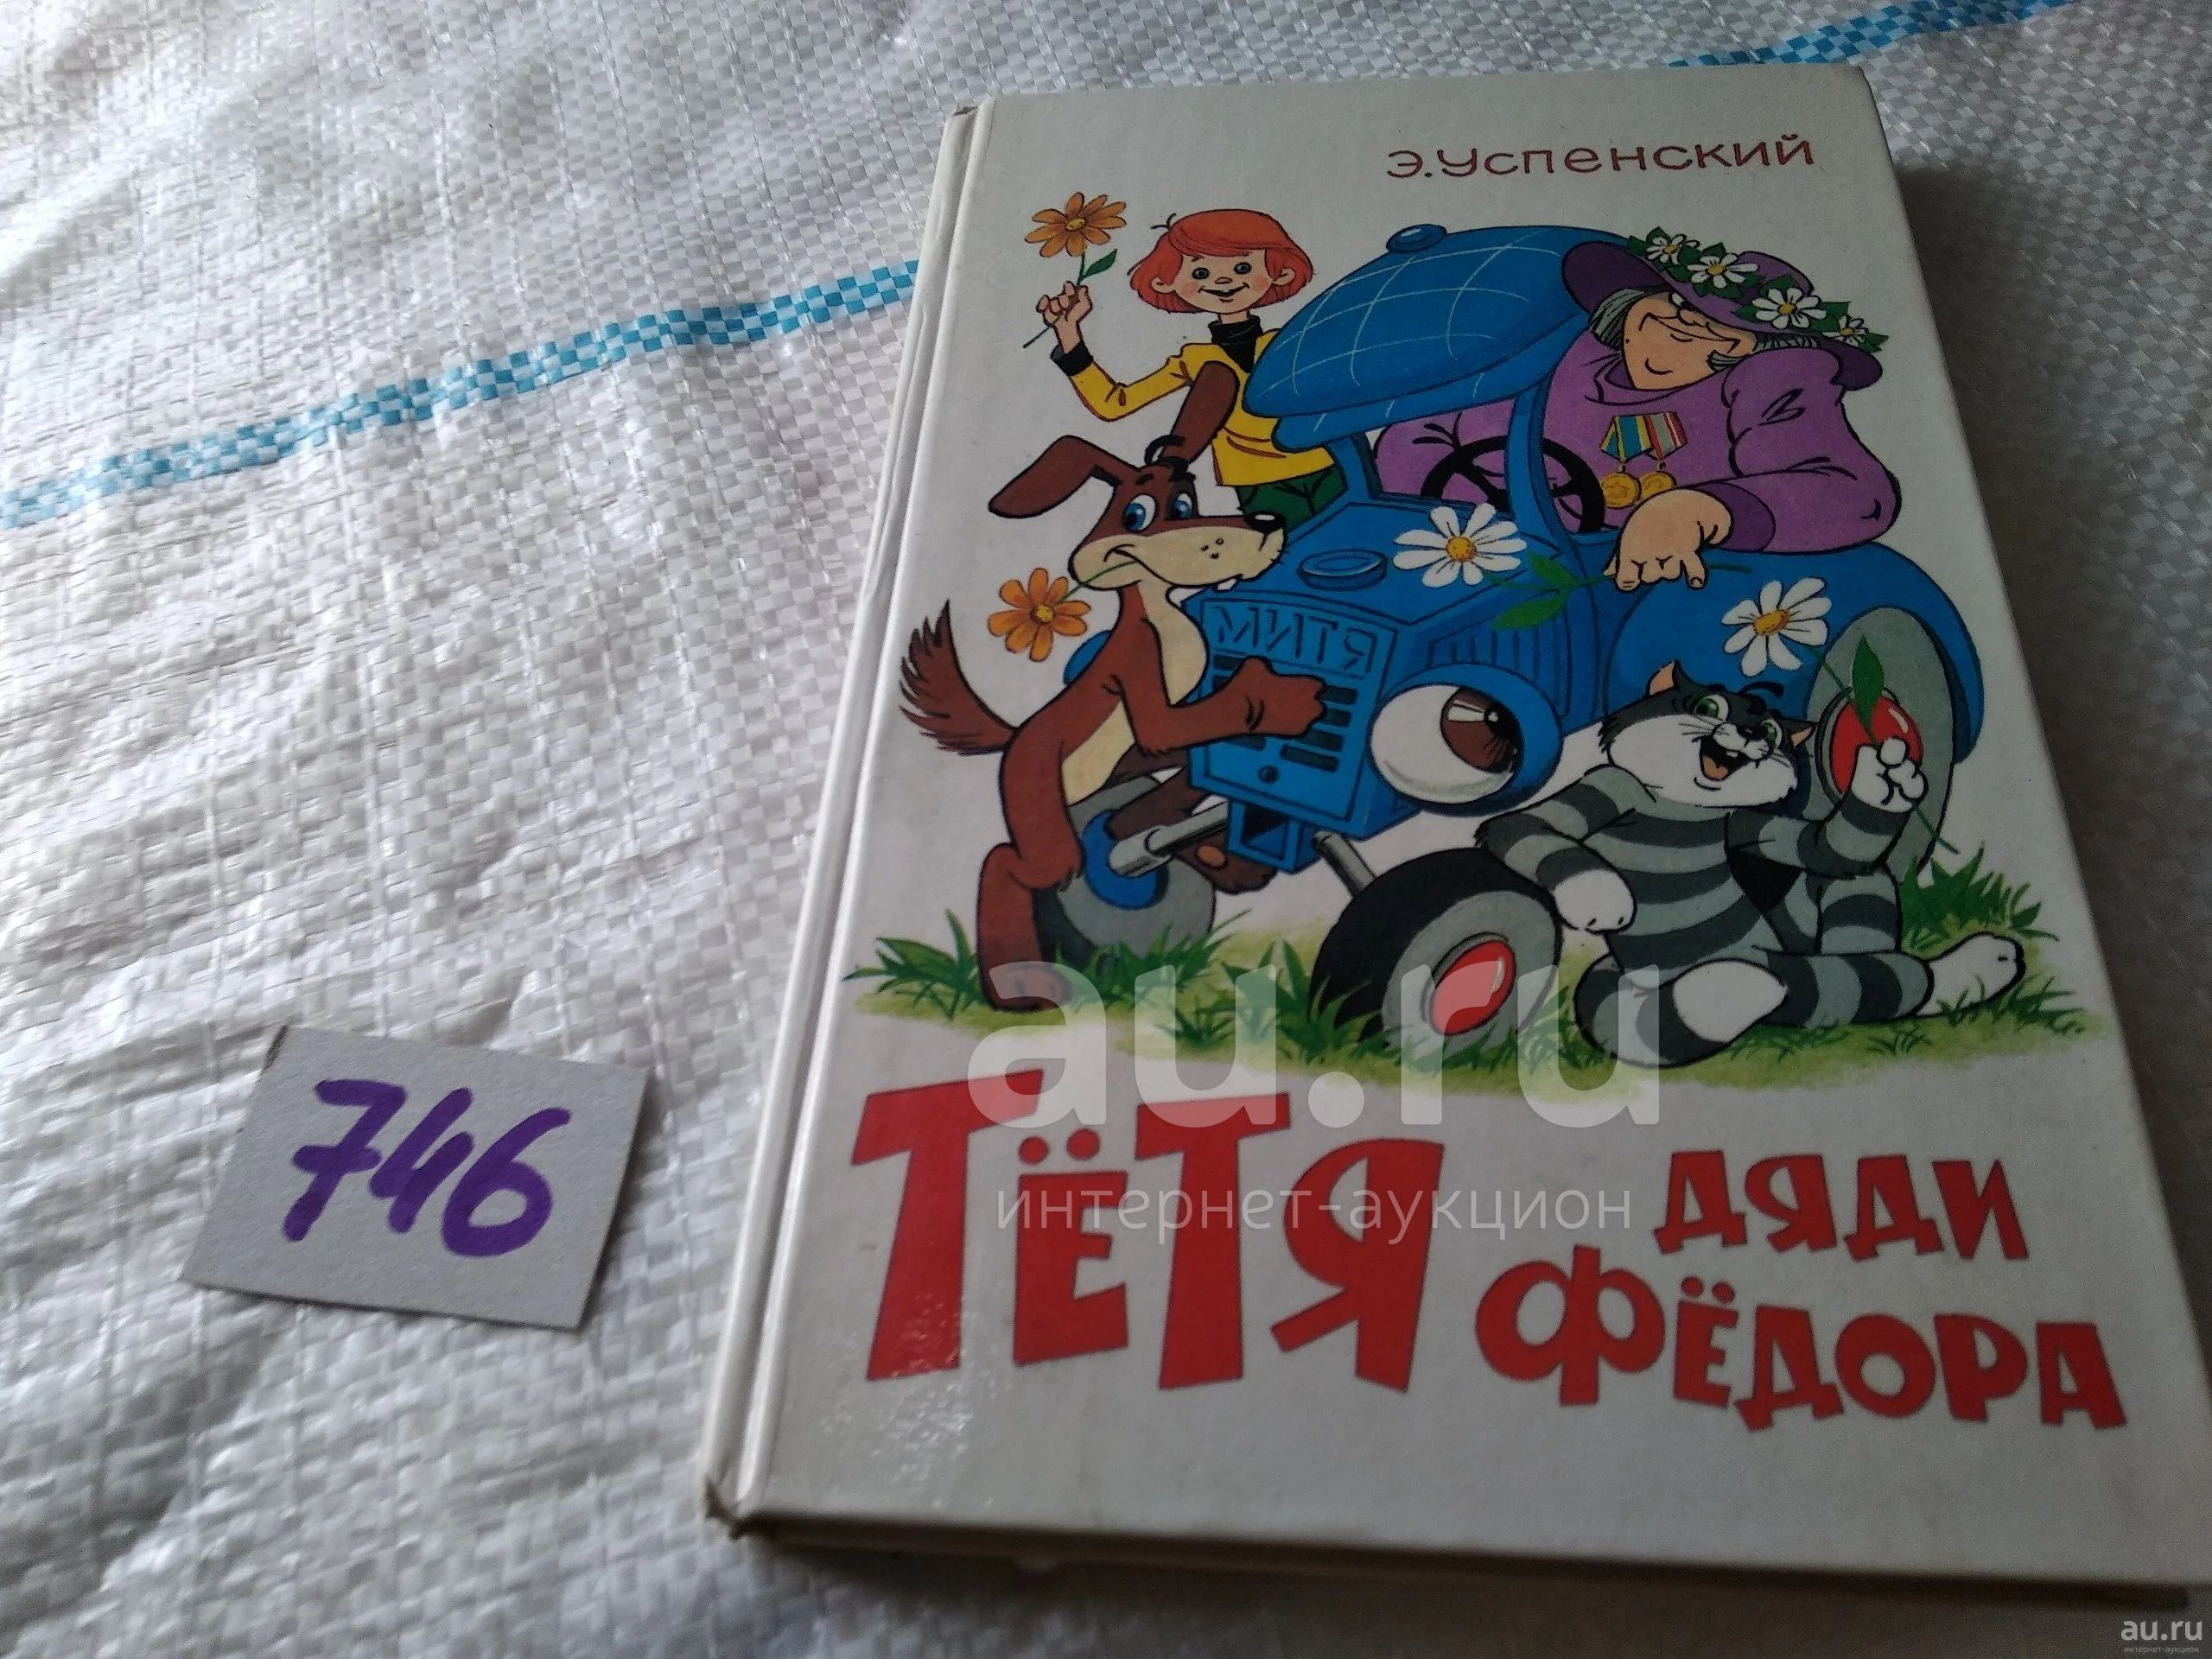 Э.Успенский
МИТЯ
ТЁТЯ
ДЯДИ
ФЁДОРА
746
au.ru
интернет-аукцион
au.ru
интернет-аукцион